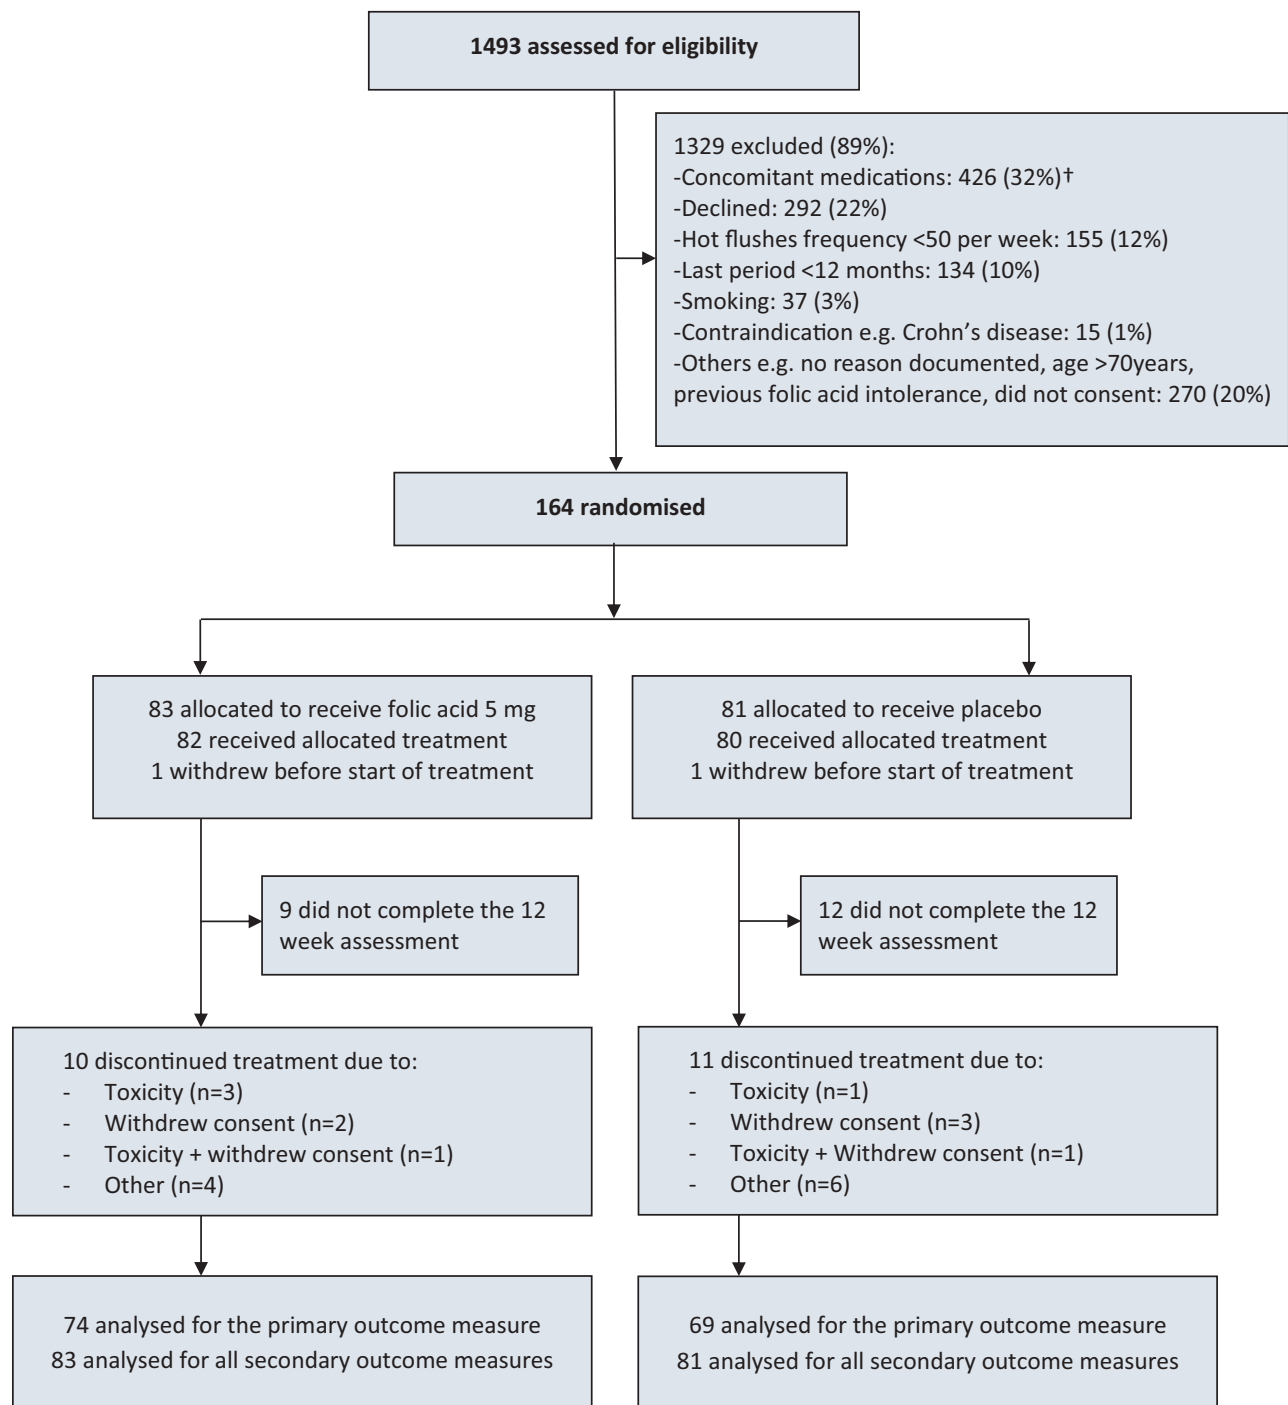 1493 assessed for eligibility
1329 excluded (89%):
-Concomitant medications: 426 (32%)†
-Declined: 292 (22%)
-Hot flushes frequency <50 per week: 155 (12%)
-Last period <12 months: 134 (10%)
-Smoking: 37 (3%)
-Contraindication e.g. Crohn’s disease: 15 (1%)
-Others e.g. no reason documented, age >70years,
previous folic acid intolerance, did not consent: 270 (20%)
164 randomised
83 allocated to receive folic acid 5 mg
82 received allocated treatment
1 withdrew before start of treatment
81 allocated to receive placebo
80 received allocated treatment
1 withdrew before start of treatment
9 did not complete the 12
week assessment
12 did not complete the 12
week assessment
10 discontinued treatment due to:
- Toxicity (n=3)
- Withdrew consent (n=2)
- Toxicity + withdrew consent (n=1)
- Other (n=4)
11 discontinued treatment due to:
- Toxicity (n=1)
- Withdrew consent (n=3)
- Toxicity + Withdrew consent (n=1)
- Other (n=6)
74 analysed for the primary outcome measure
83 analysed for all secondary outcome measures
69 analysed for the primary outcome measure
81 analysed for all secondary outcome measures